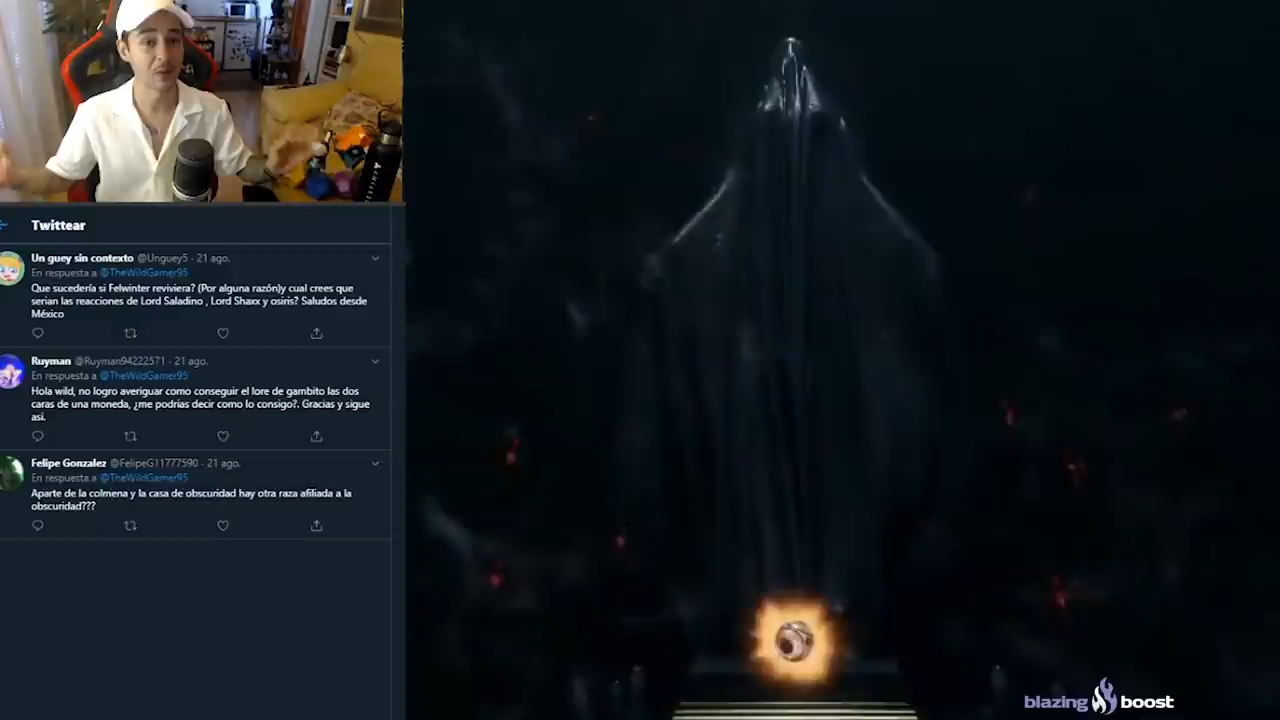 Twittear
Un guey sin contexto @Unguey5 · 21 ago.
En respuesta a @TheWildGamer95
Que sucedería si Felwinter reviviera? (Por alguna razón)y cual crees que
serian las reacciones de Lord Saladino , Lord Shaxx y osiris? Saludos desde
México
Ruyman @Ruyman94222571 · 21 ago.
En respuesta a @TheWildGamer95
Hola wild, no logro averiguar como conseguir el lore de gambito las dos
caras de una moneda, ¿me podrias decir como lo consigo?. Gracias y sigue
asi.
Felipe Gonzalez @FelipeG11777590 · 21 ago.
En respuesta a @TheWildGamer95
Aparte de la colmena y la casa de obscuridad hay otra raza afiliada a la
obscuridad???
blazing boost